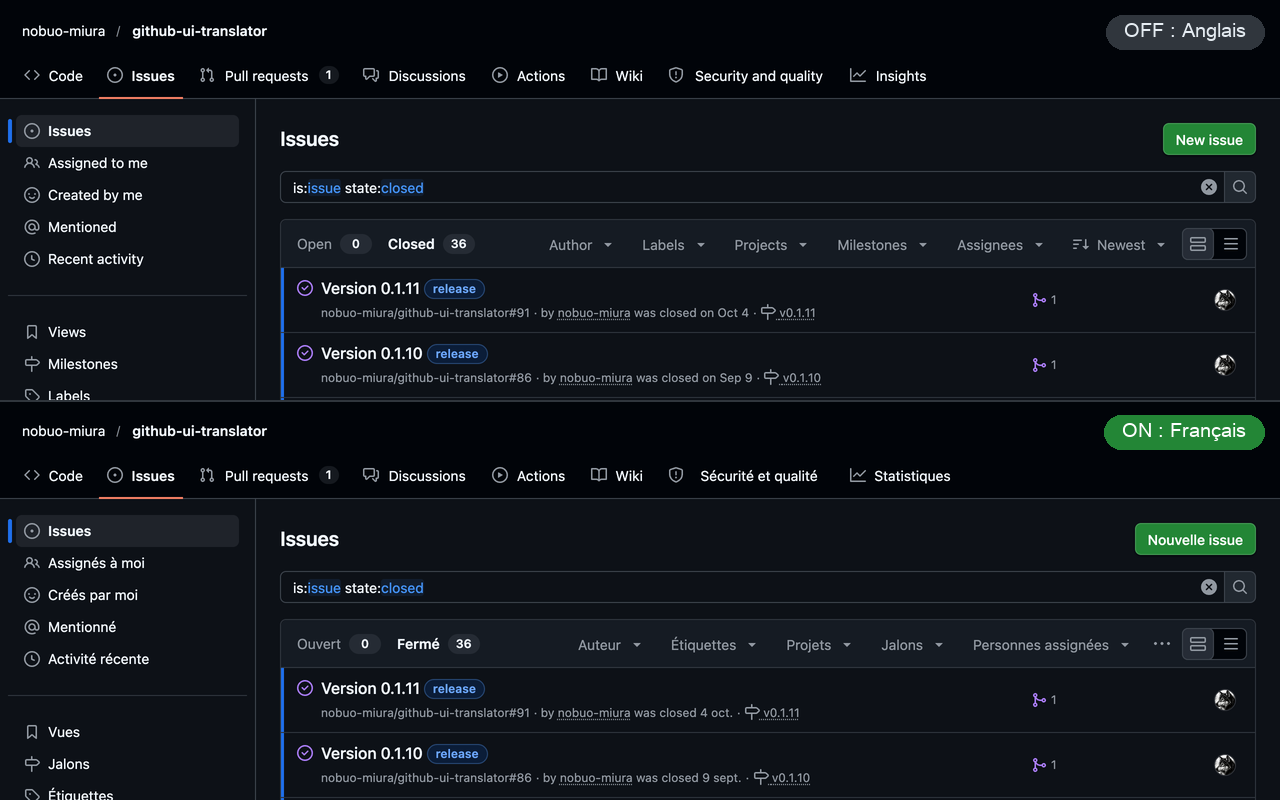 nobuo-miura / github-ui-translator
OFF : Anglais
Code Issues Pull requests 1 Discussions Actions Wiki Security and quality Insights
Issues
Assigned to me
Created by me
Mentioned
Recent activity
Views
Milestones
Labels
Issues
New issue
is:issue state:closed
Open 0 Closed 36 Author Labels Projects Milestones Assignees Newest
Version 0.1.11 release
nobuo-miura/github-ui-translator#91 · by nobuo-miura was closed on Oct 4 · v0.1.11
1
Version 0.1.10 release
nobuo-miura/github-ui-translator#86 · by nobuo-miura was closed on Sep 9 · v0.1.10
1
nobuo-miura / github-ui-translator
ON : Français
Code Issues Pull requests 1 Discussions Actions Wiki Sécurité et qualité Statistiques
Issues
Assignés à moi
Créés par moi
Mentionné
Activité récente
Vues
Jalons
Étiquettes
Issues
Nouvelle issue
is:issue state:closed
Ouvert 0 Fermé 36 Auteur Étiquettes Projets Jalons Personnes assignées ···
Version 0.1.11 release
nobuo-miura/github-ui-translator#91 · by nobuo-miura was closed 4 oct. · v0.1.11
1
Version 0.1.10 release
nobuo-miura/github-ui-translator#86 · by nobuo-miura was closed 9 sept. · v0.1.10
1